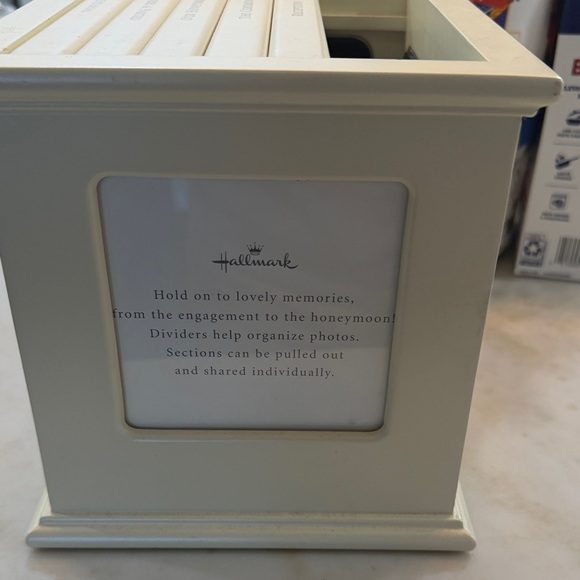 Hallmark
Hold on to lovely memories,
from the engagement to the honeymoon!
Dividers help organize photos.
Sections can be pulled out
and shared individually.